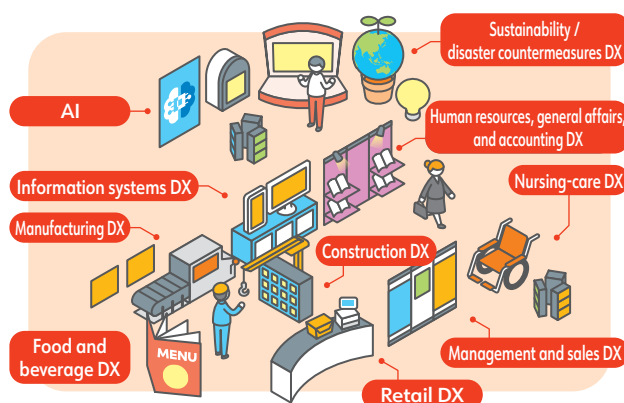 Sustainability /
disaster countermeasures DX
AI
Human resources, general affairs,
and accounting DX
Information systems DX
Nursing-care DX
Manufacturing DX
Construction DX
Food and
beverage DX
MENU
Management and sales DX
Retail DX